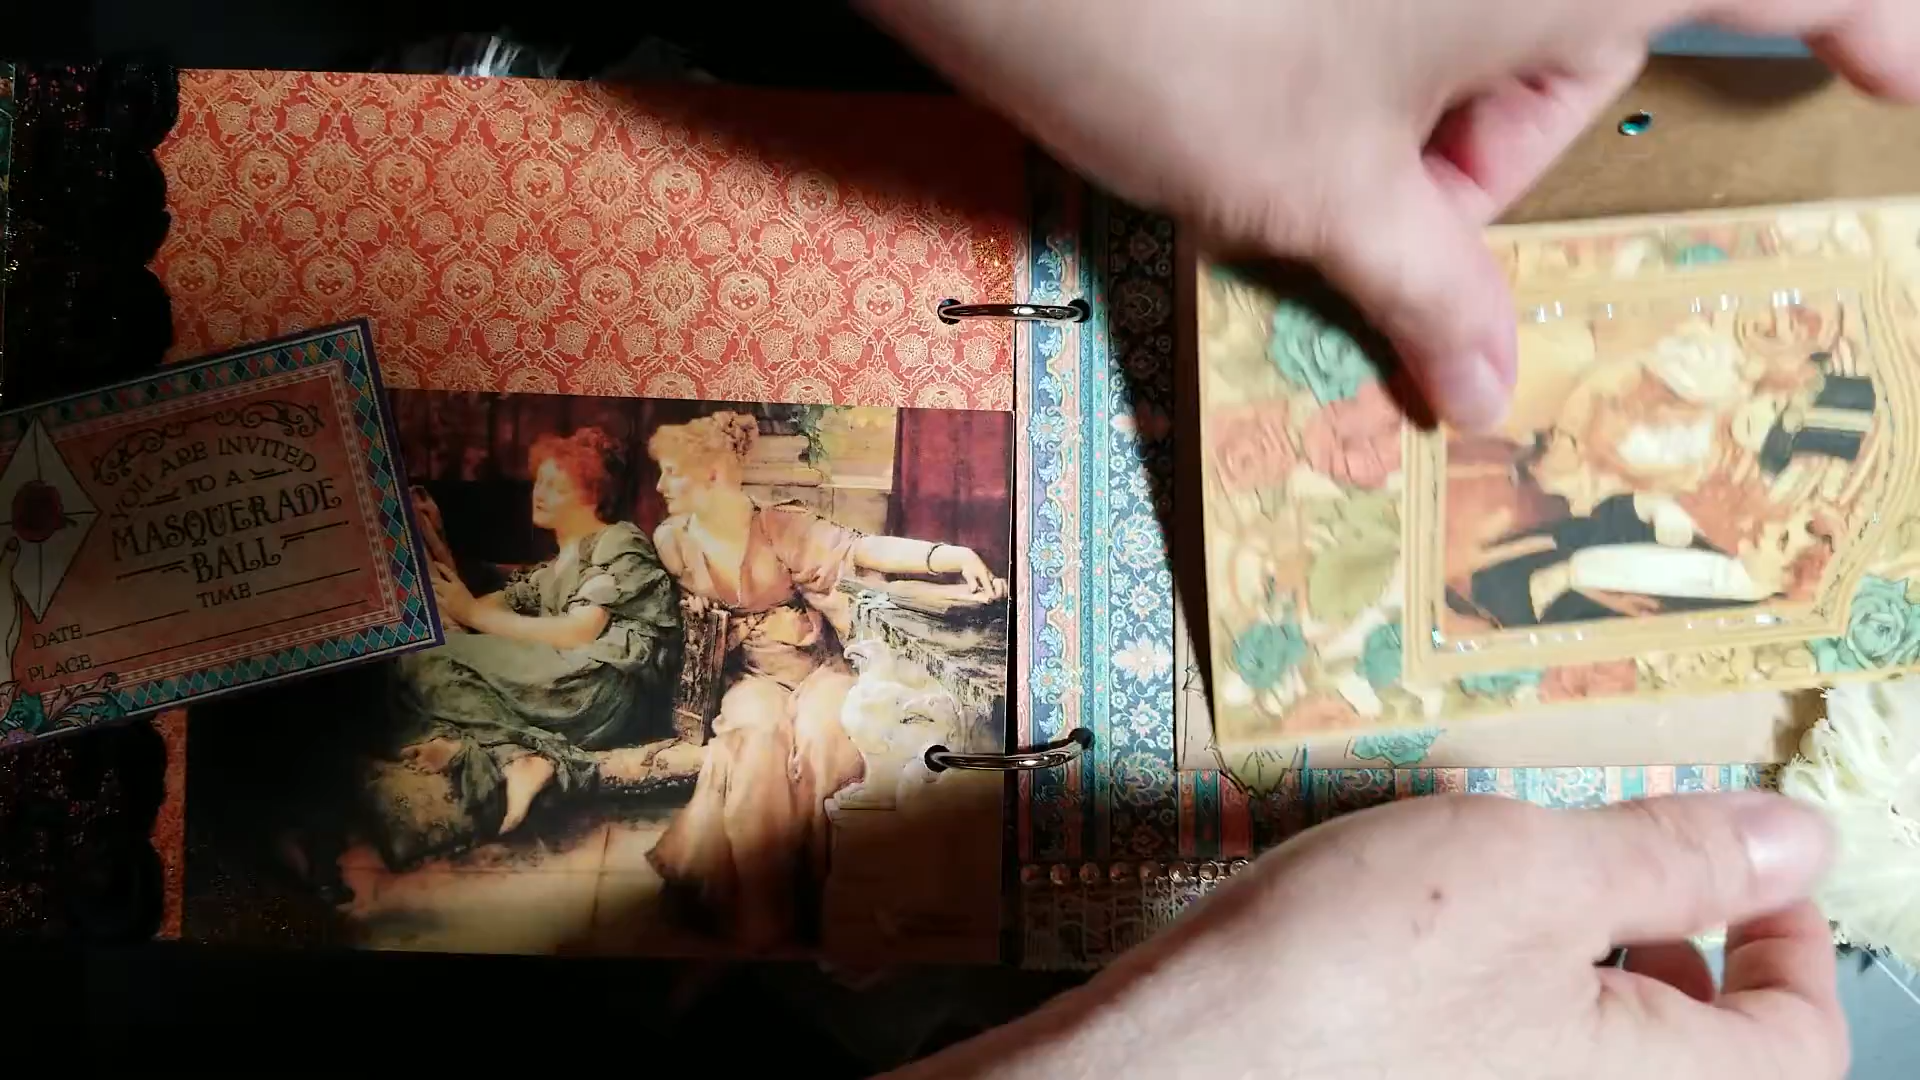 YOU ARE INVITED
TO A
MASQUERADE
BALL
TIME
DATE
PLACE